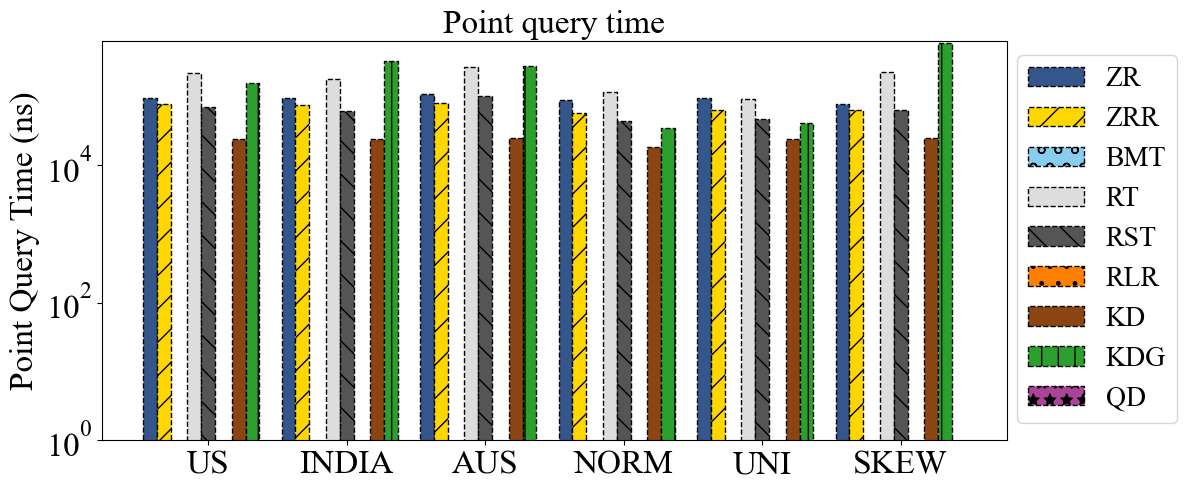 Point query time
Point Query Time (ns)
10^4
10^2
10^0
US INDIA AUS NORM UNI SKEW
ZR
ZRR
BMT
RT
RST
RLR
KD
KDG
QD